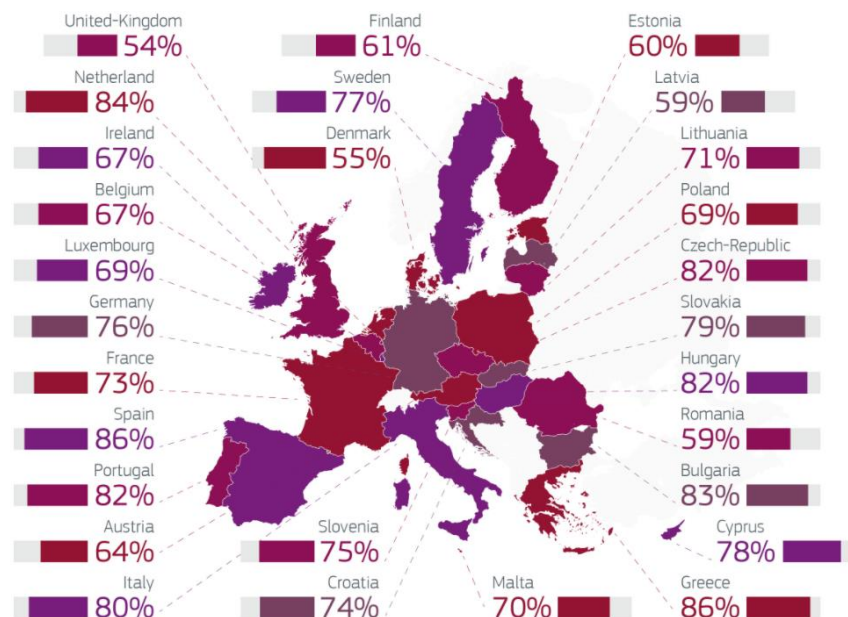 United-Kingdom
54%
Finland
61%
Estonia
60%
Netherland
84%
Sweden
77%
Latvia
59%
Ireland
67%
Denmark
55%
Lithuania
71%
Belgium
67%
Poland
69%
Luxembourg
69%
Czech-Republic
82%
Germany
76%
Slovakia
79%
France
73%
Hungary
82%
Spain
86%
Romania
59%
Portugal
82%
Bulgaria
83%
Austria
64%
Slovenia
75%
Cyprus
78%
Italy
80%
Croatia
74%
Malta
70%
Greece
86%